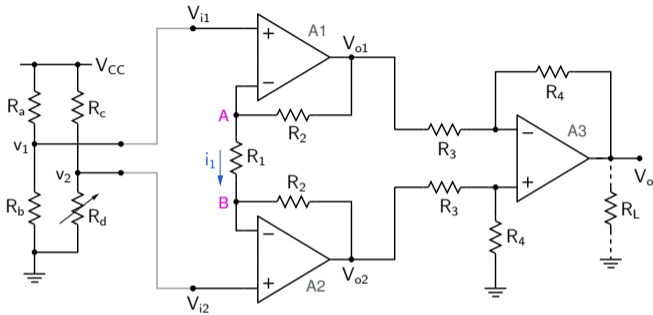 Vi1
A1
+
−
Vo1
VCC
Ra
Rc
A
R2
R4
v1
i1
R1
R3
−
A3
+
Vo
v2
B
R2
R3
Rb
Rd
−
A2
+
Vo2
R4
RL
Vi2